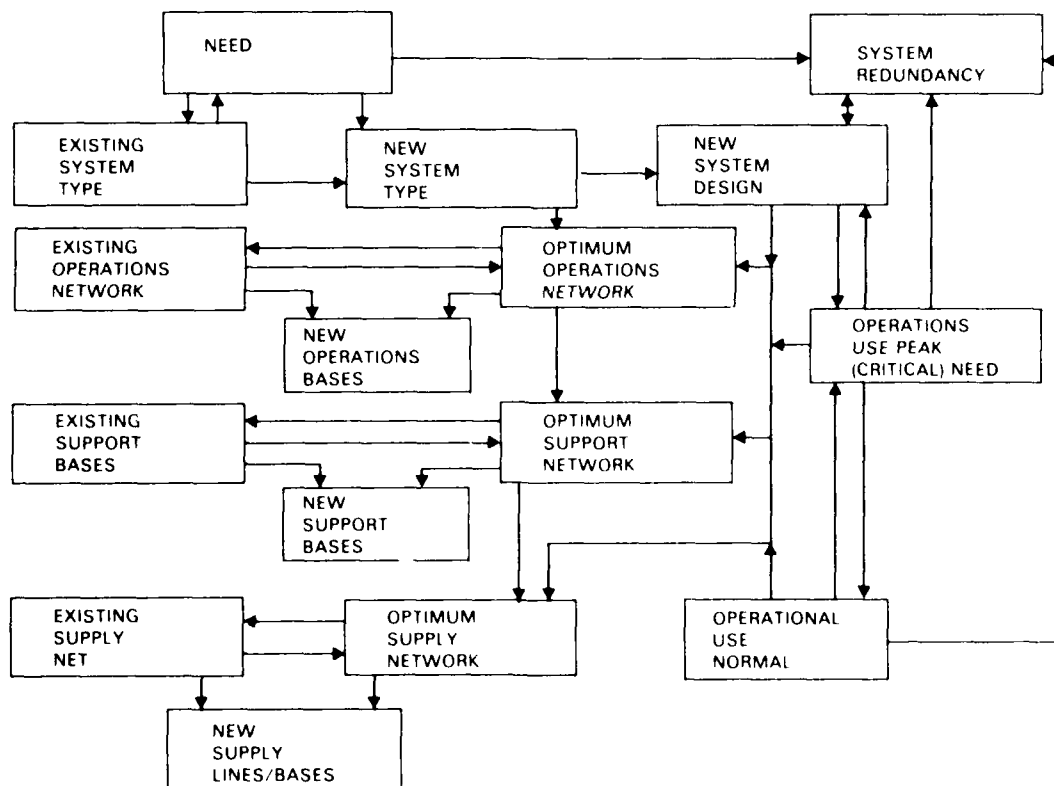 NEED
SYSTEM
REDUNDANCY
EXISTING
SYSTEM
TYPE
NEW
SYSTEM
TYPE
NEW
SYSTEM
DESIGN
EXISTING
OPERATIONS
NETWORK
OPTIMUM
OPERATIONS
NETWORK
NEW
OPERATIONS
BASES
OPERATIONS
USE PEAK
(CRITICAL) NEED
EXISTING
SUPPORT
BASES
OPTIMUM
SUPPORT
NETWORK
NEW
SUPPORT
BASES
EXISTING
SUPPLY
NET
OPTIMUM
SUPPLY
NETWORK
OPERATIONAL
USE
NORMAL
NEW
SUPPLY
LINES/BASES